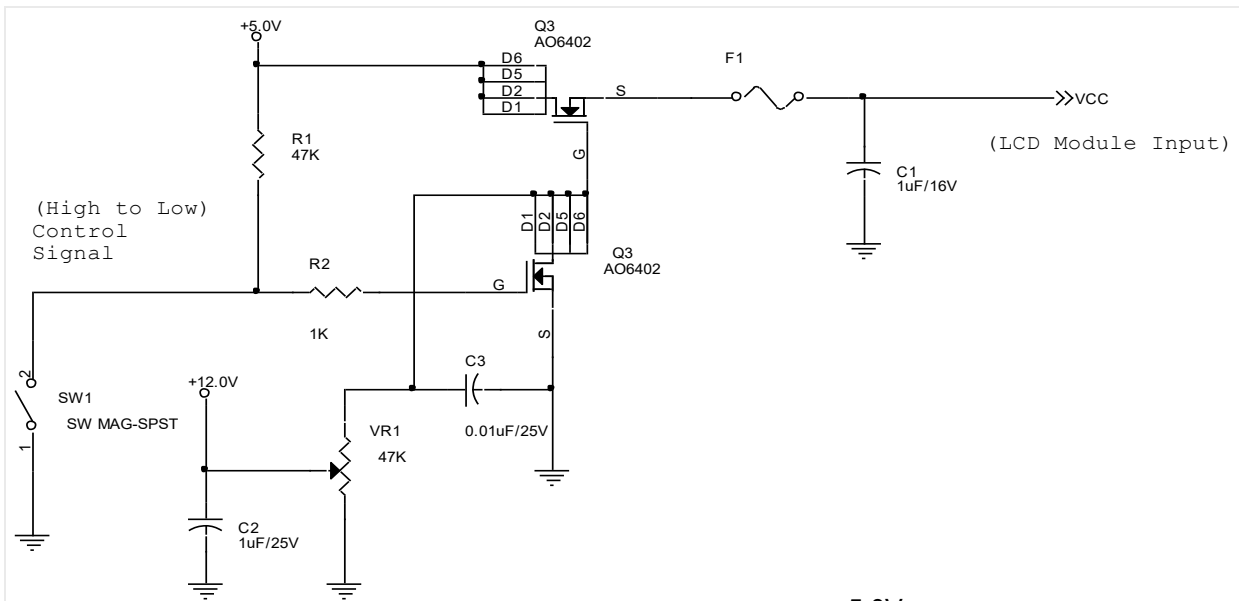 +5.0V
Q3
AO6402
D6
D5
D2
D1
S
G
F1
VCC
(LCD Module Input)
R1
47K
C1
1uF/16V
(High to Low)
Control
Signal
D1
D2
D5
D6
Q3
AO6402
R2
1K
G
S
2
SW1
SW MAG-SPST
1
+12.0V
C3
0.01uF/25V
VR1
47K
C2
1uF/25V